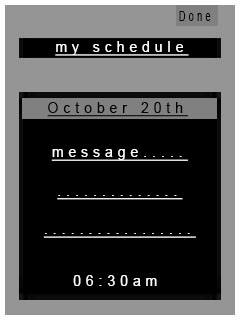 Done
my schedule
October 20th
message.....
..............
.................
06:30am